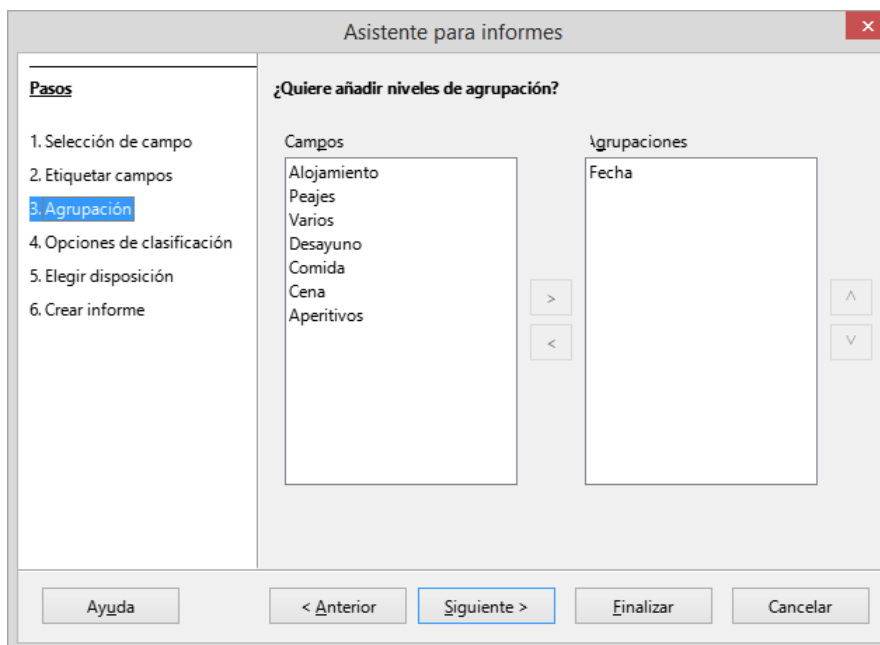 Asistente para informes
Pasos
1. Selección de campo
2. Etiquetar campos
3. Agrupación
4. Opciones de clasificación
5. Elegir disposición
6. Crear informe
¿Quiere añadir niveles de agrupación?
Campos
Alojamiento
Peajes
Varios
Desayuno
Comida
Cena
Aperitivos
>
<
Agrupaciones
Fecha
Ayuda
< Anterior
Siguiente >
Finalizar
Cancelar